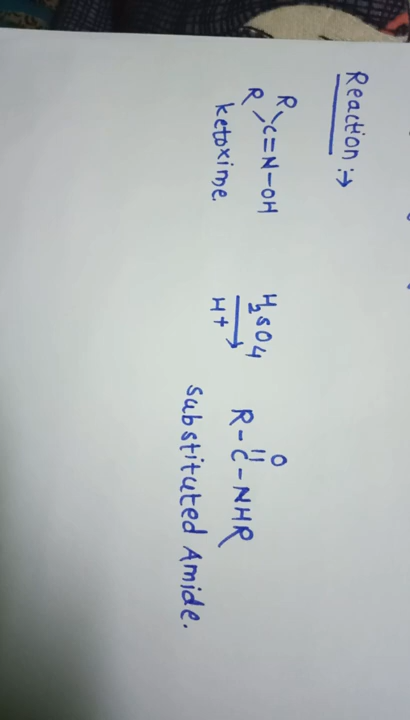 Reaction :→
R
R C=N-OH
ketoxime
H2SO4
H+
O
R-C-NHR
substituted Amide.